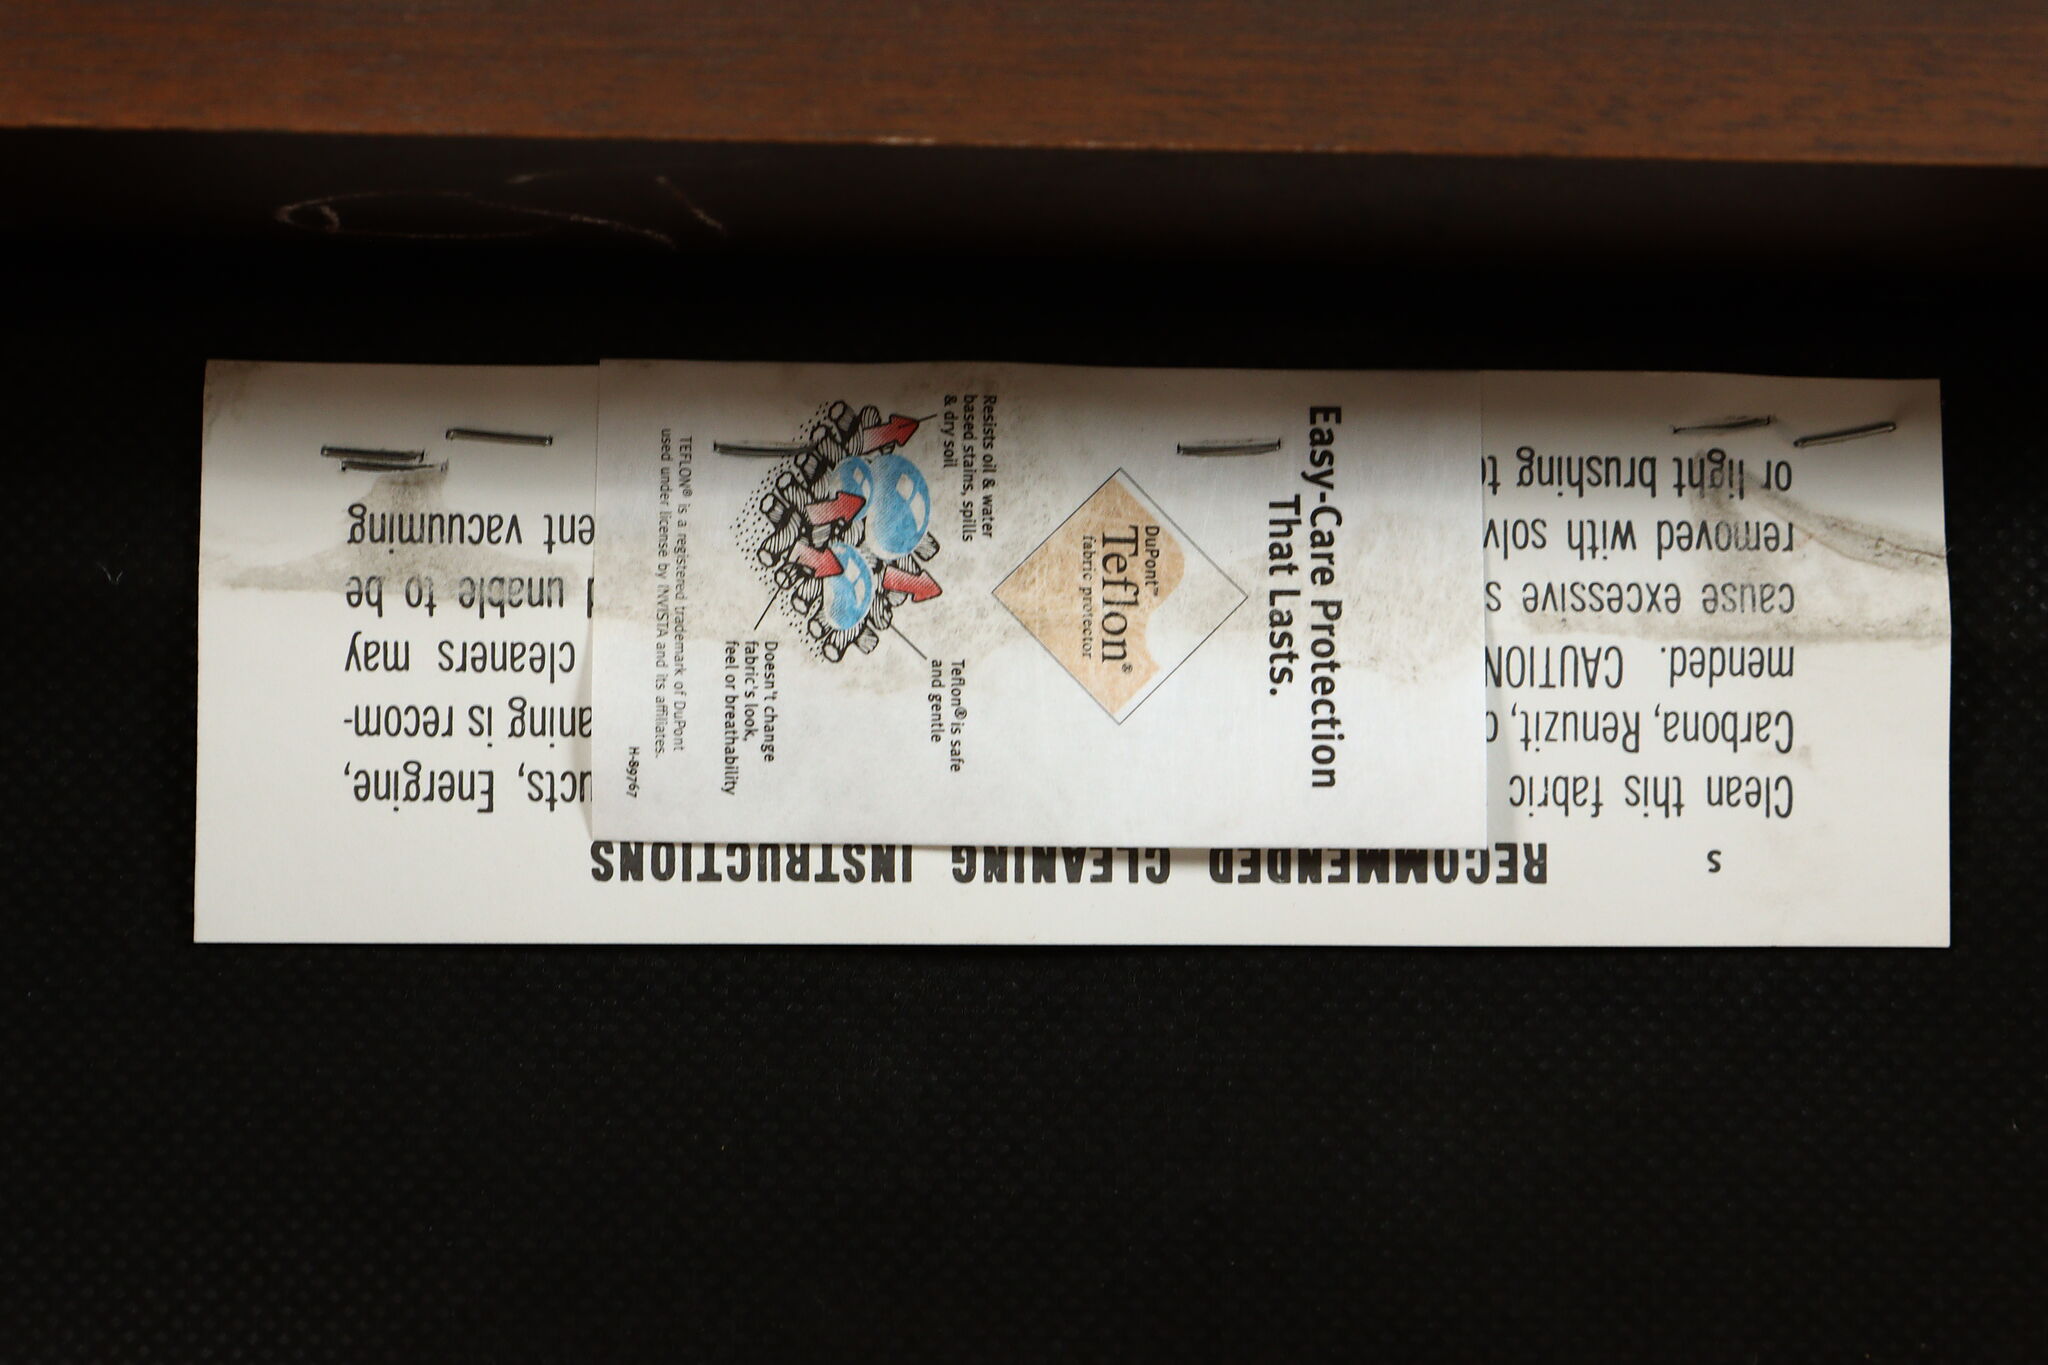 Easy-Care Protection
That Lasts.
DuPont™
Teflon®
fabric protector
Resists oil & water
based stains, spills
& dry soil
Teflon® is safe
and gentle
Doesn't change
fabric's look,
feel or breathability
TEFLON® is a registered trademark of DuPont
used under license by INVISTA and its affiliates.
H-89767
S RECOMMENDED CLEANING INSTRUCTIONS
Clean this fabric ucts, Energine,
Carbona, Renuzit, aning is recom-
mended. CAUTION cleaners may
cause excessive s unable to be
removed with solv ent vacuuming
or light brushing to